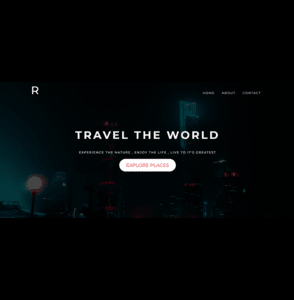 R
HOME ABOUT CONTACT
TRAVEL THE WORLD
EXPERIENCE THE NATURE , ENJOY THE LIFE , LIVE TO IT'S GREATEST
EXPLORE PLACES